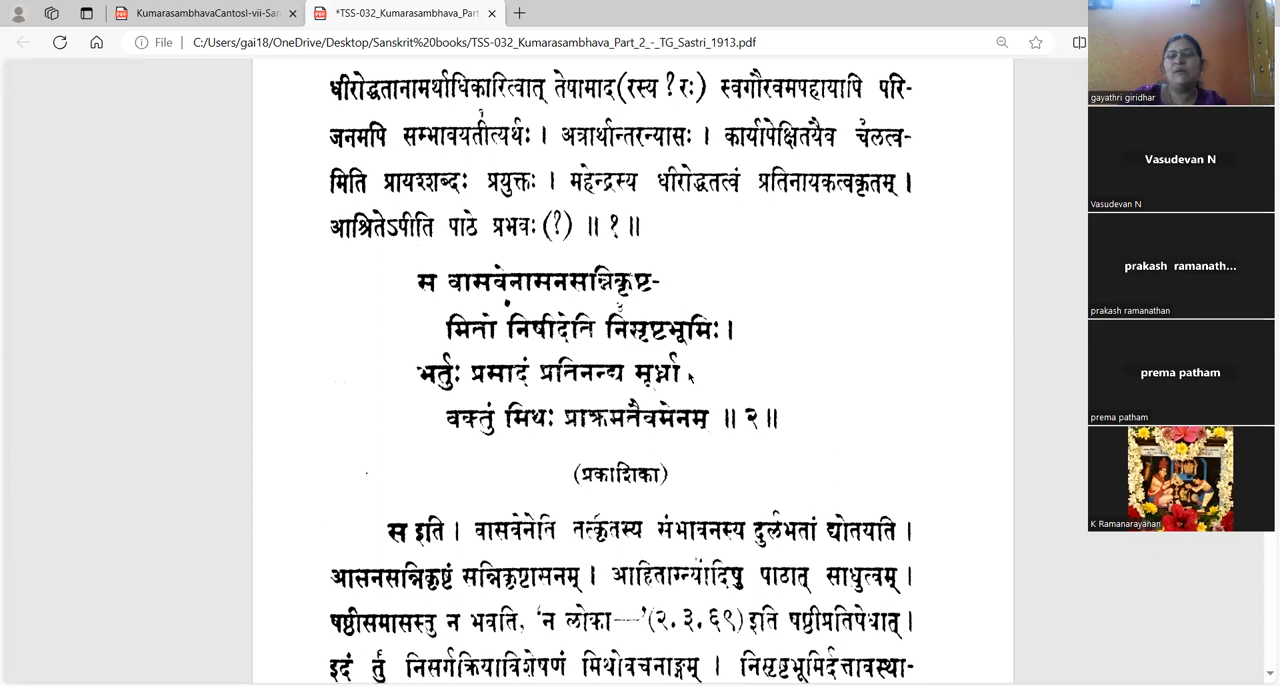 KumarasambhavaCantosI-vii-San
*TSS-032_Kumarasambhava_Part
File
C:/Users/gai18/OneDrive/Desktop/Sanskrit%20books/TSS-032_Kumarasambhava_Part_2_-_TG_Sastri_1913.pdf
धीरोद्धतानामर्थाधिकारित्वात् तेषामाद(रस्य ? रः) स्वगौरवमपहायापि परि-
जनमपि सम्भावयतीत्यर्थः । अत्रार्थान्तरन्यासः । कार्यापेक्षितयैव चलत्व-
मिति प्रायश्शब्दः प्रयुक्तः । महेन्द्रस्य धीरोद्धतत्वं प्रतिनायकत्वकृतम् ।
आश्रितेऽपीति पाठे प्रभवः (?) ॥ १ ॥
स वासवेनासनसन्निकृष्ट-
मितो निषीदेति निसृष्टभूमिः ।
भर्तुः प्रसादं प्रतिनन्द्य मूर्ध्ना
वक्तुं मिथः प्राक्रमतैवमेनम् ॥ २ ॥
(प्रकाशिका)
स इति । वासवेनेति तत्कृतस्य संभावनस्य दुर्लभतां द्योतयति ।
आसनसन्निकृष्टं सन्निकृष्टासनम् । आहिताग्न्यादिषु पाठात् साधुत्वम् ।
षष्ठीसमासस्तु न भवति, ‘न लोका—’ (२. ३. ६९) इति षष्ठीप्रतिषेधात् ।
इदं तु निसर्गक्रियाविशेषणं मिथोवचनाङ्गम् । निसृष्टभूमिर्दत्तावस्था-
gayathri giridhar
Vasudevan N
Vasudevan N
prakash ramanath...
prakash ramanathan
prema patham
prema patham
K Ramanarayanan